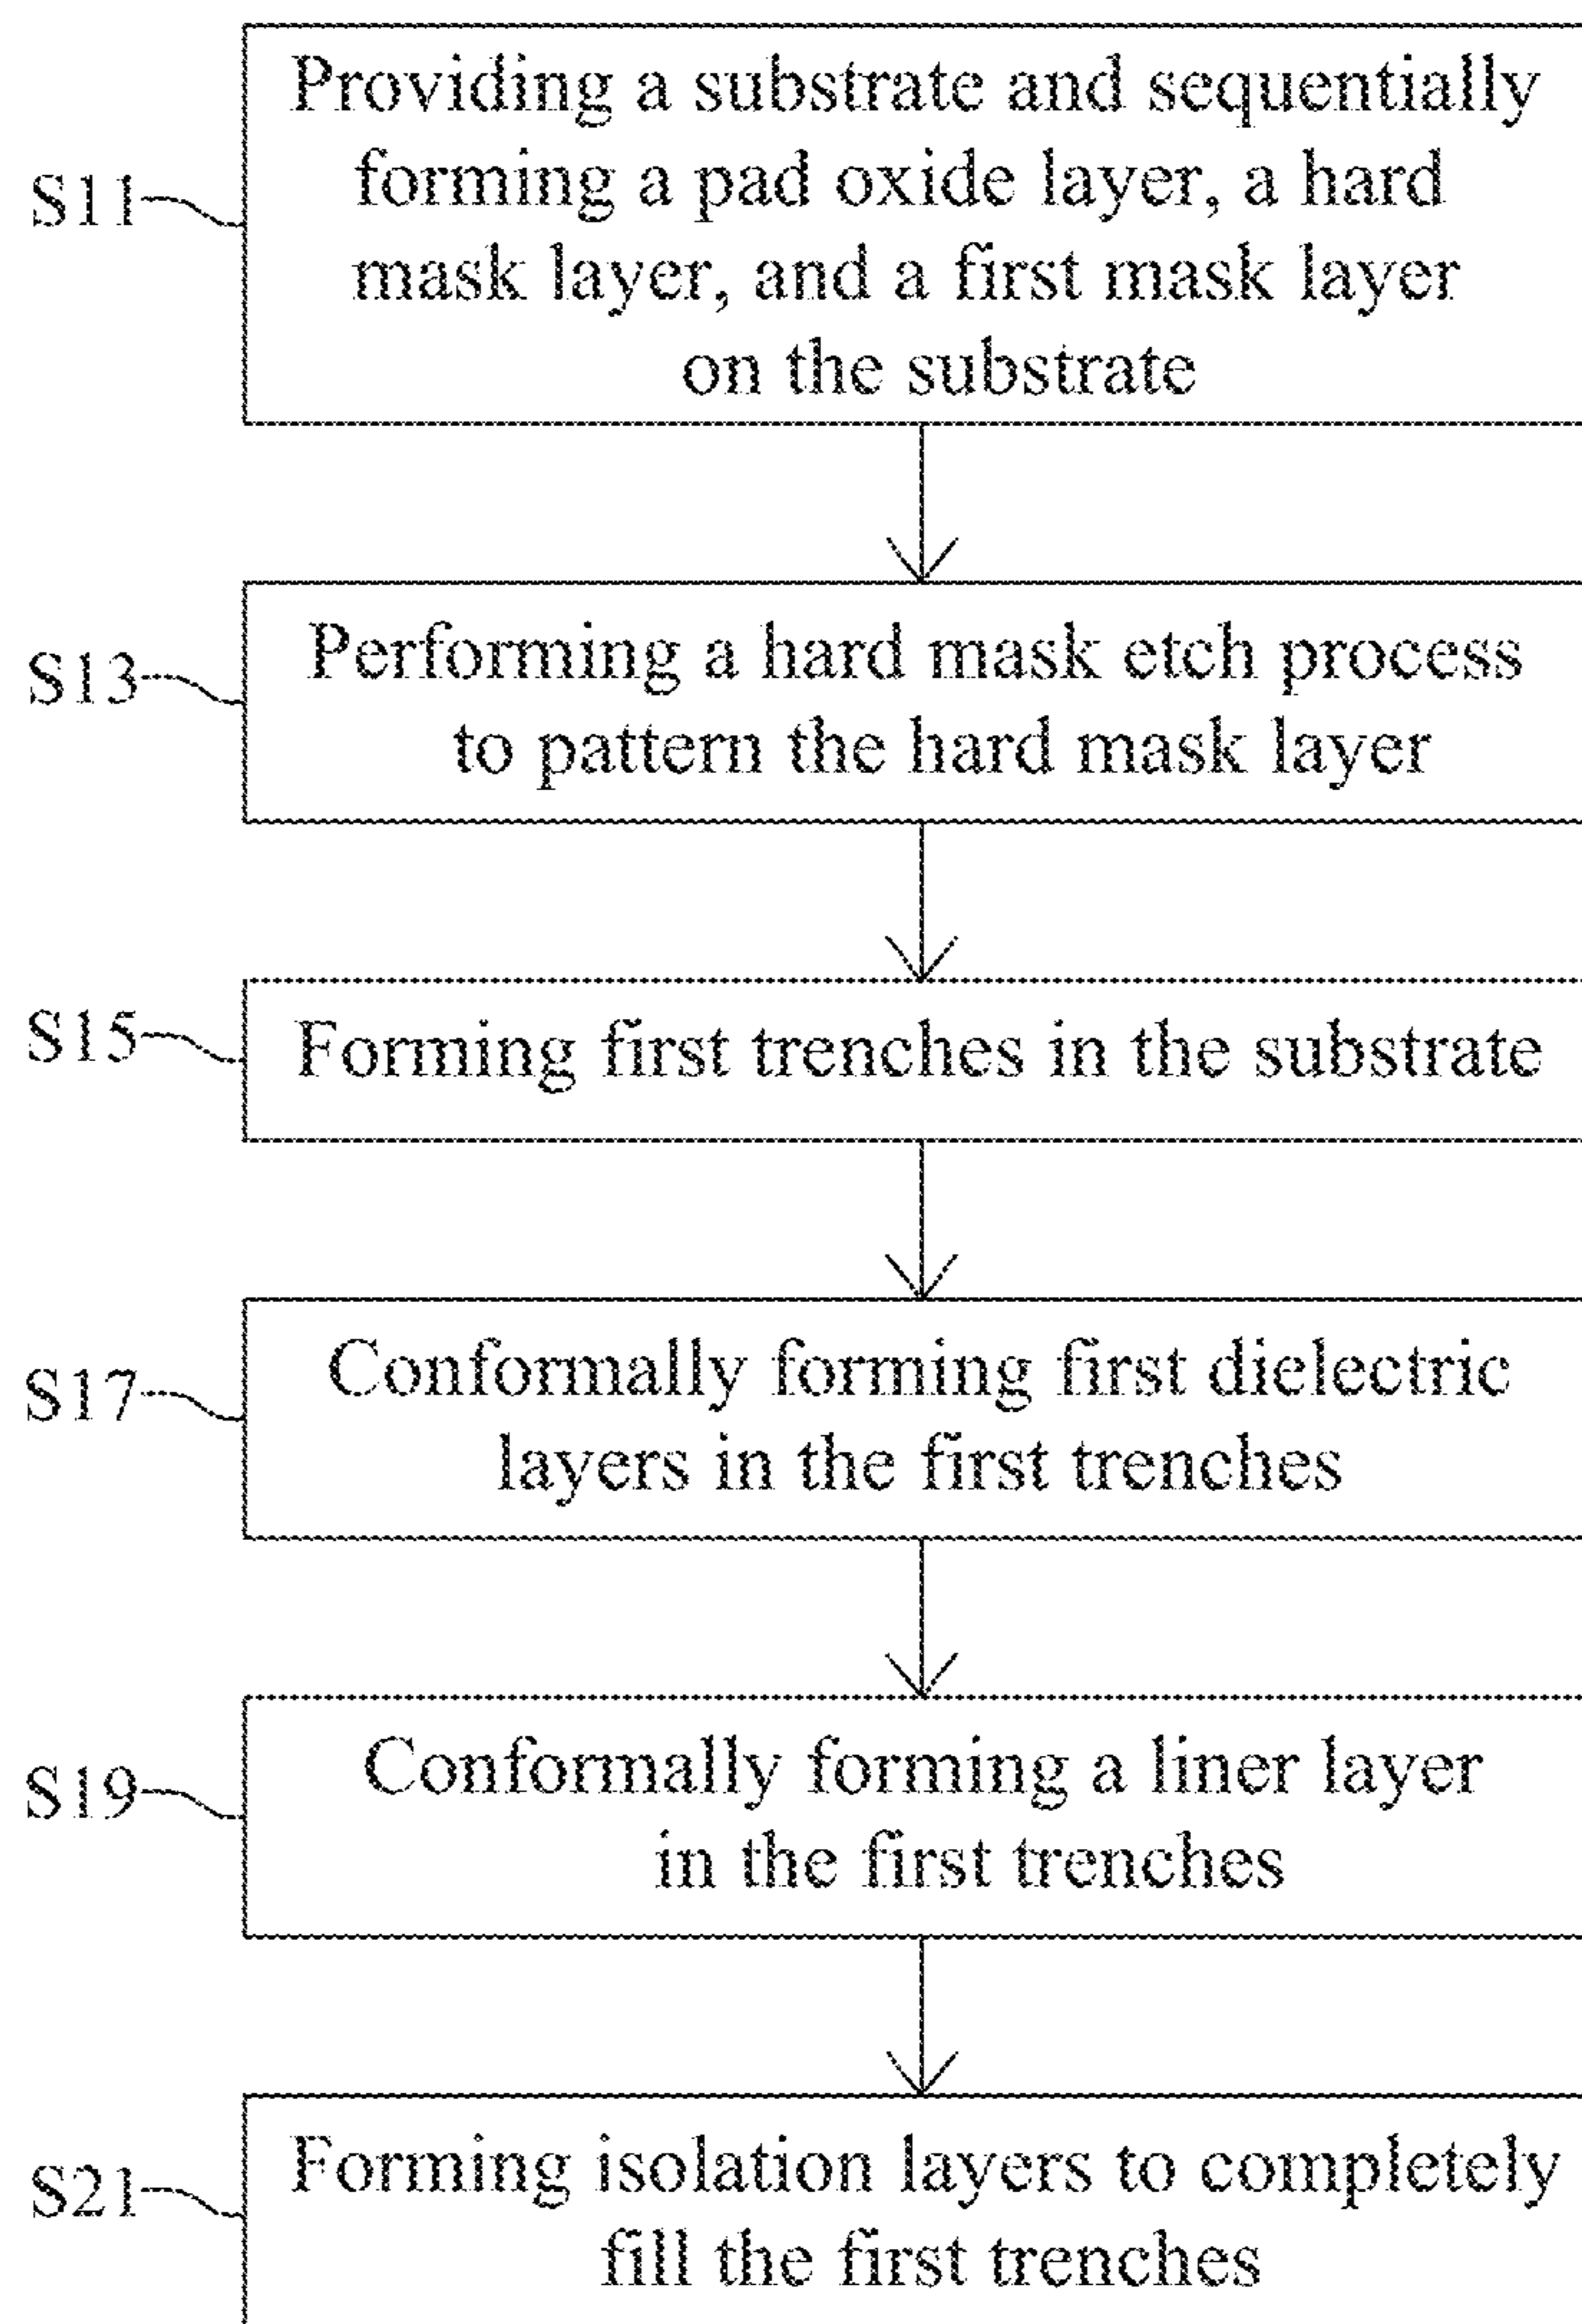 S11
Providing a substrate and sequentially
forming a pad oxide layer, a hard
mask layer, and a first mask layer
on the substrate
S13
Performing a hard mask etch process
to pattern the hard mask layer
S15
Forming first trenches in the substrate
S17
Conformally forming first dielectric
layers in the first trenches
S19
Conformally forming a liner layer
in the first trenches
S21
Forming isolation layers to completely
fill the first trenches